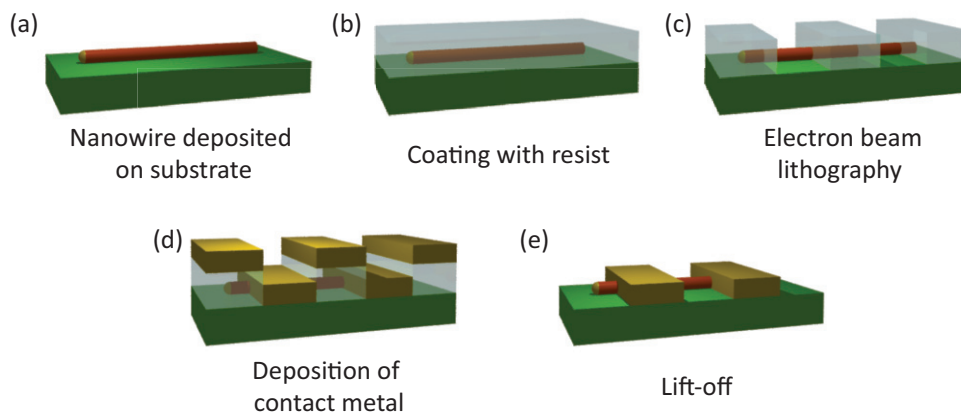 (a)
(b)
(c)
Nanowire deposited
on substrate
Coating with resist
Electron beam
lithography
(d)
(e)
Deposition of
contact metal
Lift-off